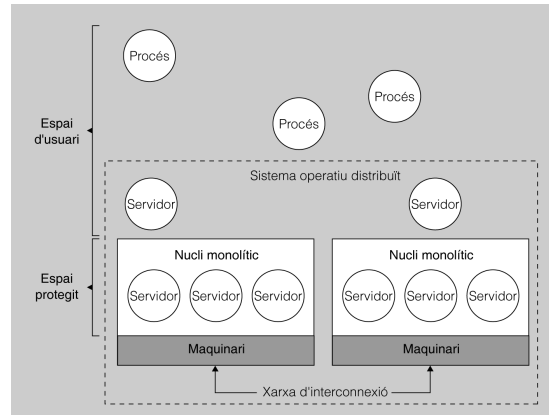 Procés
Procés
Procés
Espai
d'usuari
Sistema operatiu distribuït
Servidor
Servidor
Espai
protegit
Nucli monolític
Servidor
Servidor
Servidor
Maquinari
Nucli monolític
Servidor
Servidor
Servidor
Maquinari
Xarxa d'interconnexió